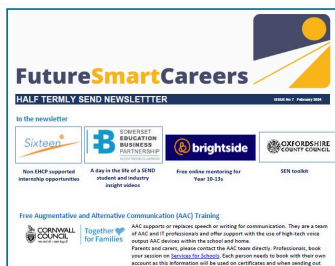 FutureSmartCareers
HALF TERMLY SEND NEWSLETTTER
ISSUE No 7 February 2024
In the newsletter
Sixteen
SOMERSET
EDUCATION
BUSINESS
PARTNERSHIP
brightside
OXFORDSHIRE
COUNTY COUNCIL
Non EHCP supported
internship opportunities
A day in the life of a SEND
student and industry
insight videos
Free online mentoring for
Year 10-13s
SEN toolkit
Free Augmentative and Alternative Communication (AAC) Training
CORNWALL
COUNCIL
Together
for Families
AAC supports or replaces speech or writing for communication. They are a team
of AAC and IT professionals and offer support with the use of high-tech voice
output AAC devices within the school and home.
Parents and carers, please contact the AAC team directly. Professionals, book
your session on Services for Schools. Each person needs to book with their own
account as this information will be used on certificates and when sending out